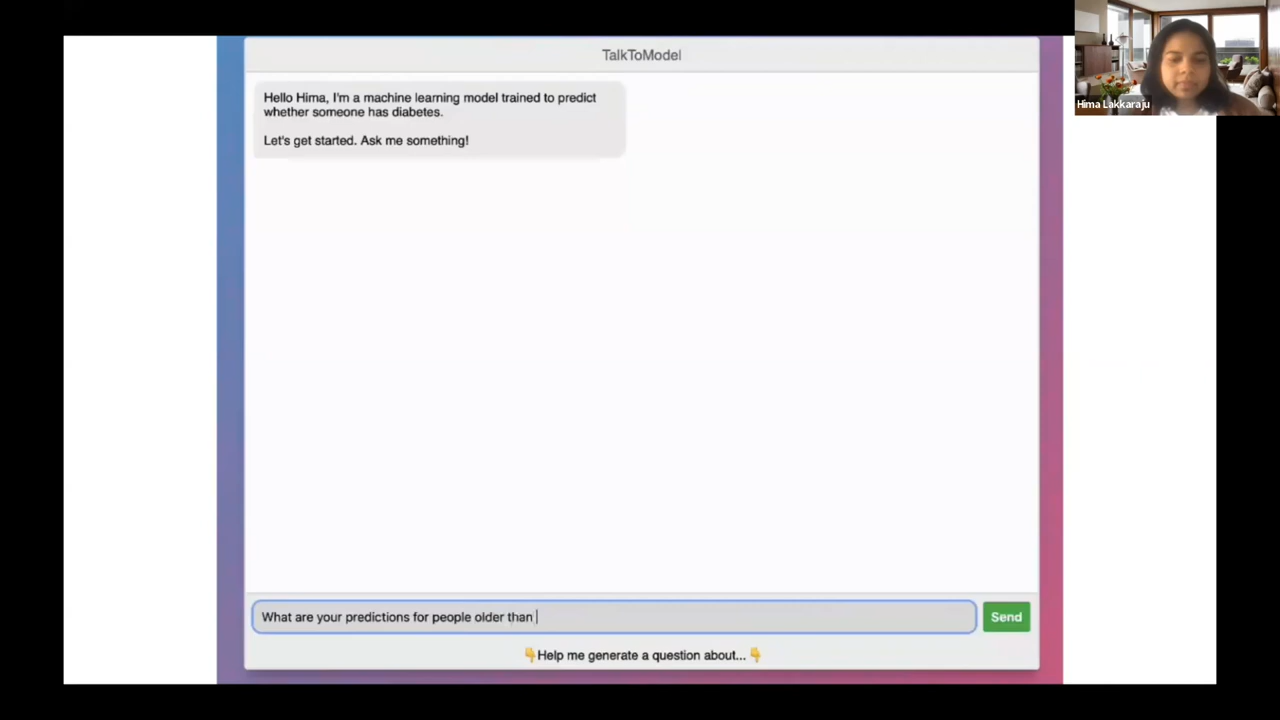 TalkToModel
Hima Lakkaraju
Hello Hima, I'm a machine learning model trained to predict
whether someone has diabetes.
Let's get started. Ask me something!
What are your predictions for people older than
Send
👇Help me generate a question about... 👇